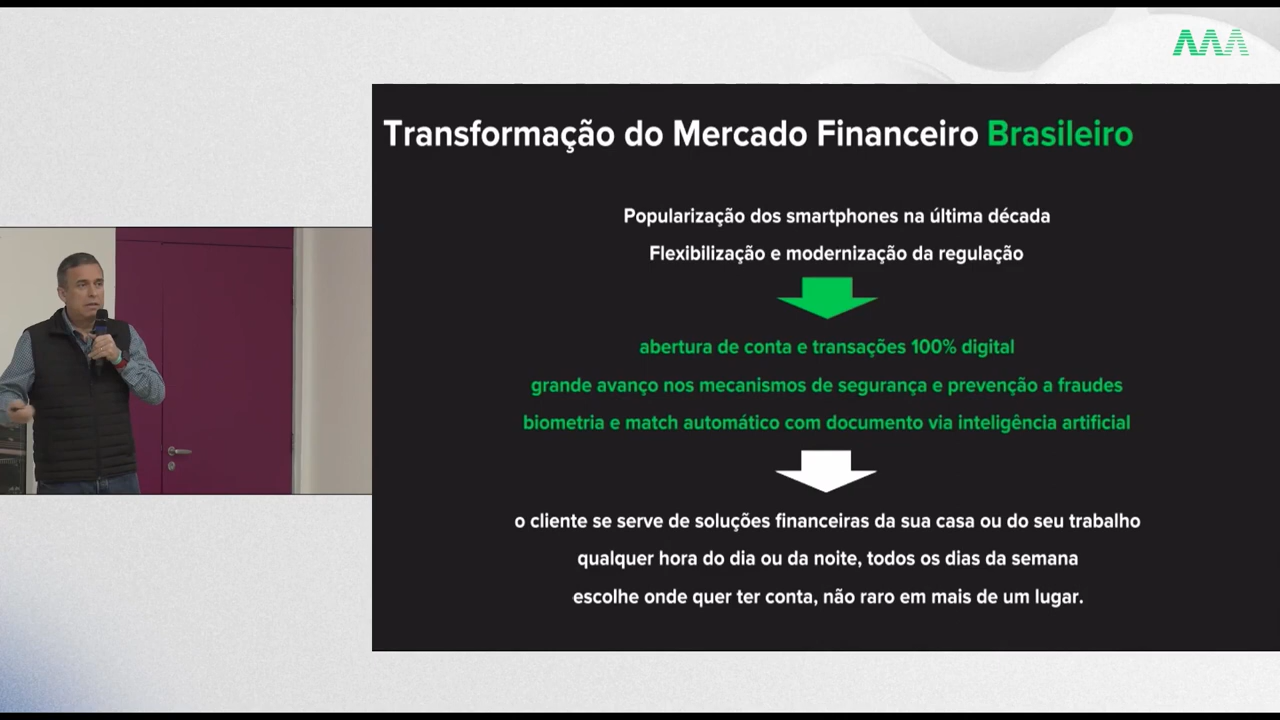 Transformação do Mercado Financeiro Brasileiro
Popularização dos smartphones na última década
Flexibilização e modernização da regulação
abertura de conta e transações 100% digital
grande avanço nos mecanismos de segurança e prevenção a fraudes
biometria e match automático com documento via inteligência artificial
o cliente se serve de soluções financeiras da sua casa ou do seu trabalho
qualquer hora do dia ou da noite, todos os dias da semana
escolhe onde quer ter conta, não raro em mais de um lugar.